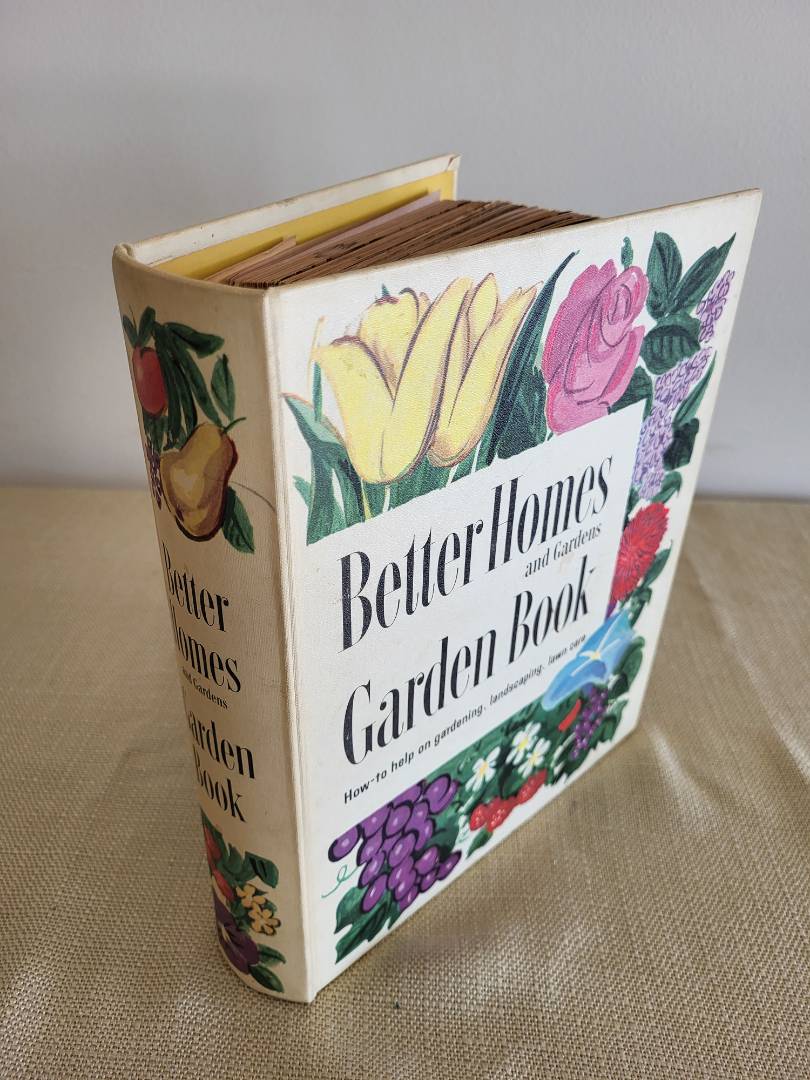 Better Homes
and Gardens
Garden Book
How-to help on gardening, landscaping, lawn care
Better
Homes
and Gardens
Garden
Book